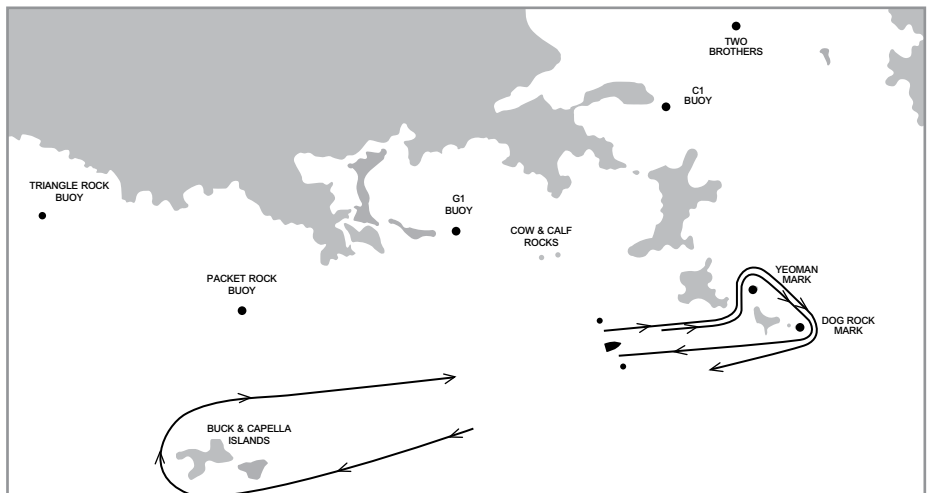 TWO
BROTHERS
C1
BUOY
TRIANGLE ROCK
BUOY
G1
BUOY
COW & CALF
ROCKS
PACKET ROCK
BUOY
YEOMAN
MARK
DOG ROCK
MARK
BUCK & CAPELLA
ISLANDS